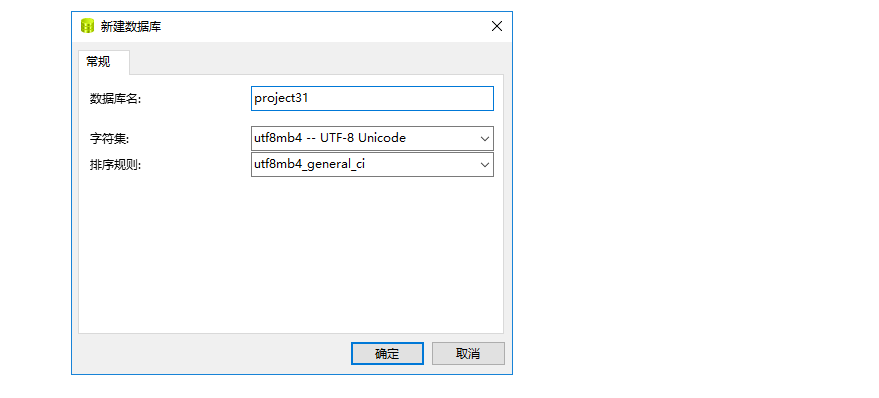 新建数据库
常规
数据库名: project31
字符集: utf8mb4 -- UTF-8 Unicode
排序规则: utf8mb4_general_ci
确定 取消